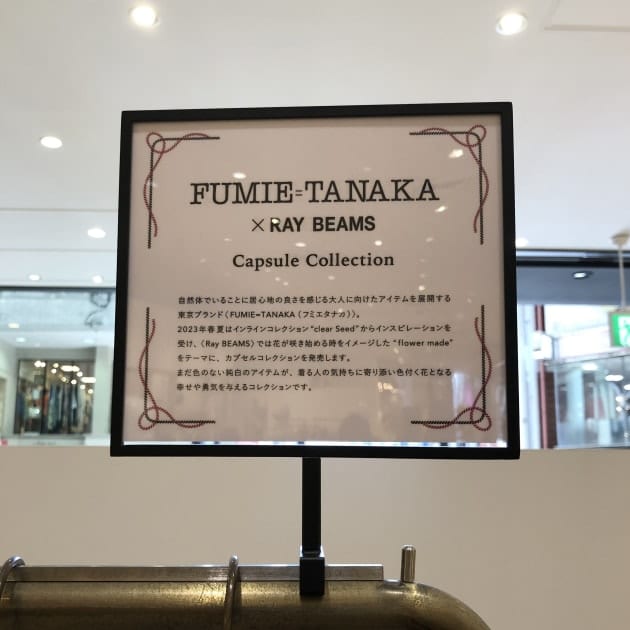 FUMIE=TANAKA
×RAY BEAMS
Capsule Collection
自然体でいることに居心地の良さを感じる大人に向けたアイテムを展開する
東京ブランド〈FUMIE=TANAKA（フミエタナカ）〉。
2023年春夏はインラインコレクション“clear Seed”からインスピレーションを
受け、〈Ray BEAMS〉では花が咲き始める時をイメージした“flower made”
をテーマに、カプセルコレクションを発売します。
まだ色のない純白のアイテムが、着る人の気持ちに寄り添い色付く花となる
幸せや勇気を与えるコレクションです。